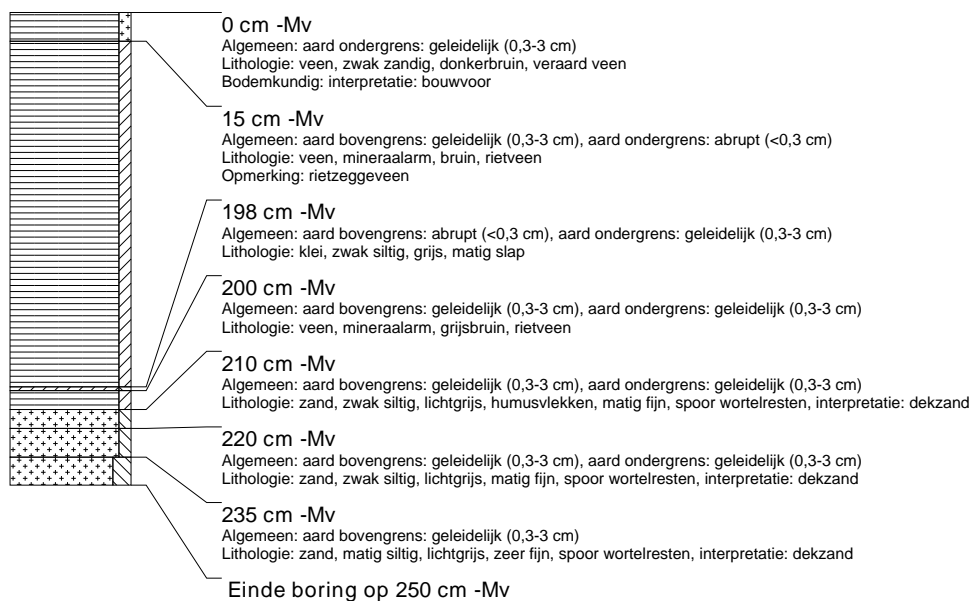 0 cm -Mv
Algemeen: aard ondergrens: geleidelijk (0,3-3 cm)
Lithologie: veen, zwak zandig, donkerbruin, veraard veen
Bodemkundig: interpretatie: bouwvoor
15 cm -Mv
Algemeen: aard bovengrens: geleidelijk (0,3-3 cm), aard ondergrens: abrupt (<0,3 cm)
Lithologie: veen, mineraalarm, bruin, rietveen
Opmerking: rietzeggeveen
198 cm -Mv
Algemeen: aard bovengrens: abrupt (<0,3 cm), aard ondergrens: geleidelijk (0,3-3 cm)
Lithologie: klei, zwak siltig, grijs, matig slap
200 cm -Mv
Algemeen: aard bovengrens: geleidelijk (0,3-3 cm), aard ondergrens: geleidelijk (0,3-3 cm)
Lithologie: veen, mineraalarm, grijsbruin, rietveen
210 cm -Mv
Algemeen: aard bovengrens: geleidelijk (0,3-3 cm), aard ondergrens: geleidelijk (0,3-3 cm)
Lithologie: zand, zwak siltig, lichtgrijs, humusvlekken, matig fijn, spoor wortelresten, interpretatie: dekzand
220 cm -Mv
Algemeen: aard bovengrens: geleidelijk (0,3-3 cm), aard ondergrens: geleidelijk (0,3-3 cm)
Lithologie: zand, zwak siltig, lichtgrijs, matig fijn, spoor wortelresten, interpretatie: dekzand
235 cm -Mv
Algemeen: aard bovengrens: geleidelijk (0,3-3 cm)
Lithologie: zand, matig siltig, lichtgrijs, zeer fijn, spoor wortelresten, interpretatie: dekzand
Einde boring op 250 cm -Mv